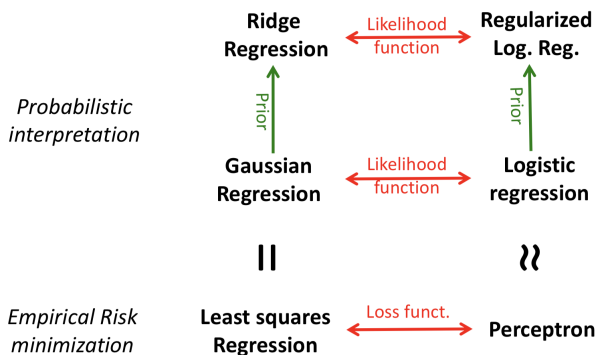 Ridge
Regression
Likelihood
function
Regularized
Log. Reg.
Probabilistic
interpretation
Prior
Prior
Gaussian
Regression
Likelihood
function
Logistic
regression
=
≈
Empirical Risk
minimization
Least squares
Regression
Loss funct.
Perceptron